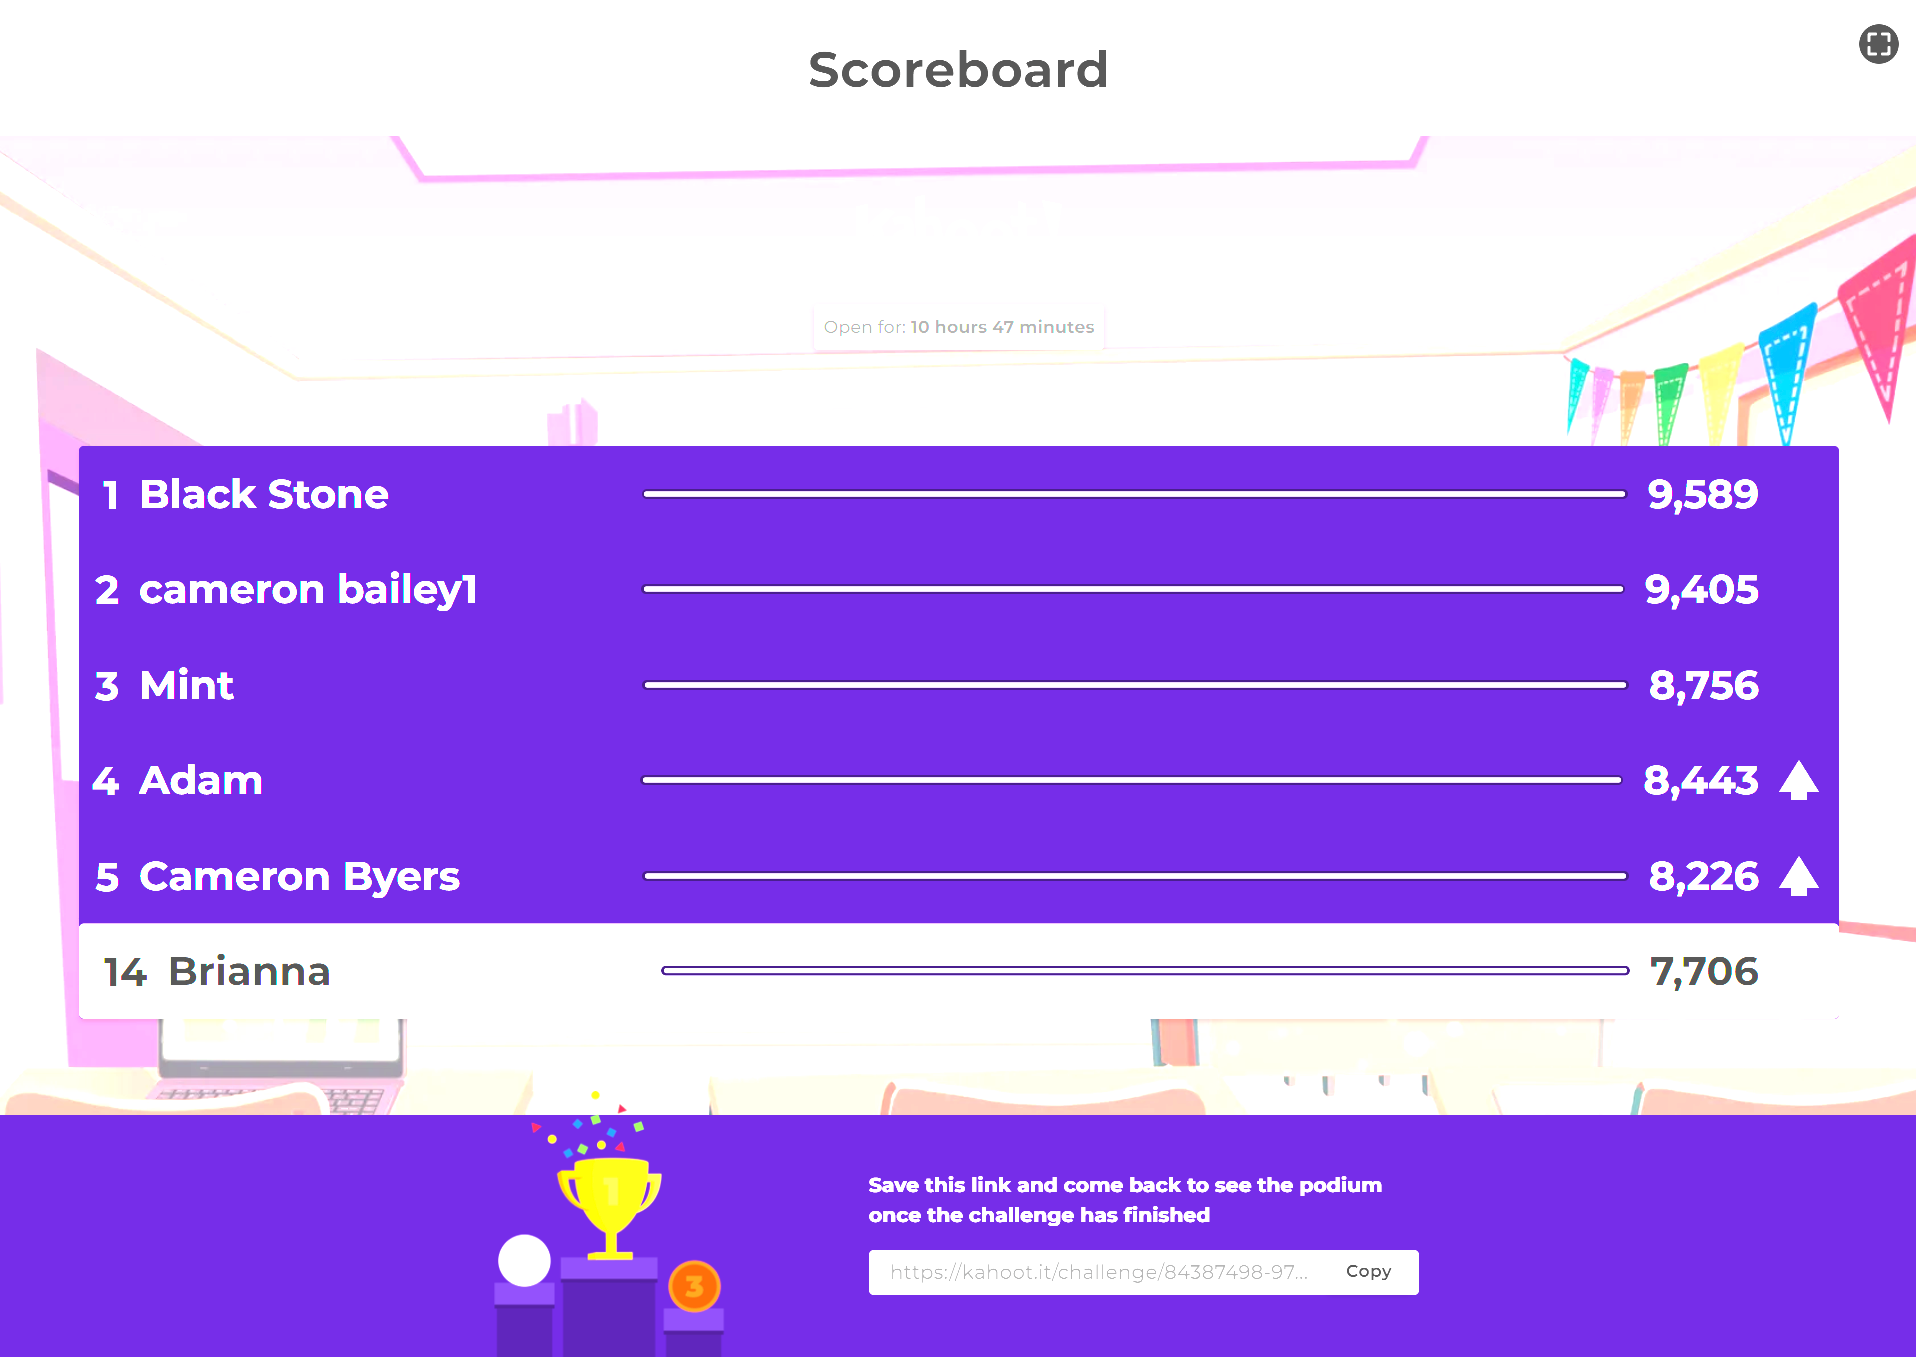 Scoreboard
Open for: 10 hours 47 minutes
1 Black Stone 9,589
2 cameron bailey1 9,405
3 Mint 8,756
4 Adam 8,443
5 Cameron Byers 8,226
14 Brianna 7,706
1
3
Save this link and come back to see the podium
once the challenge has finished
https://kahoot.it/challenge/84387498-97... Copy